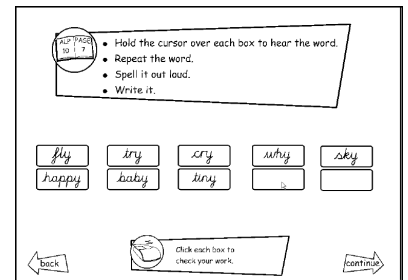 ALP PAGE
10 7
• Hold the cursor over each box to hear the word.
• Repeat the word.
• Spell it out loud.
• Write it.
fly try cry why sky
happy baby tiny
Click each box to
check your work.
back
continue